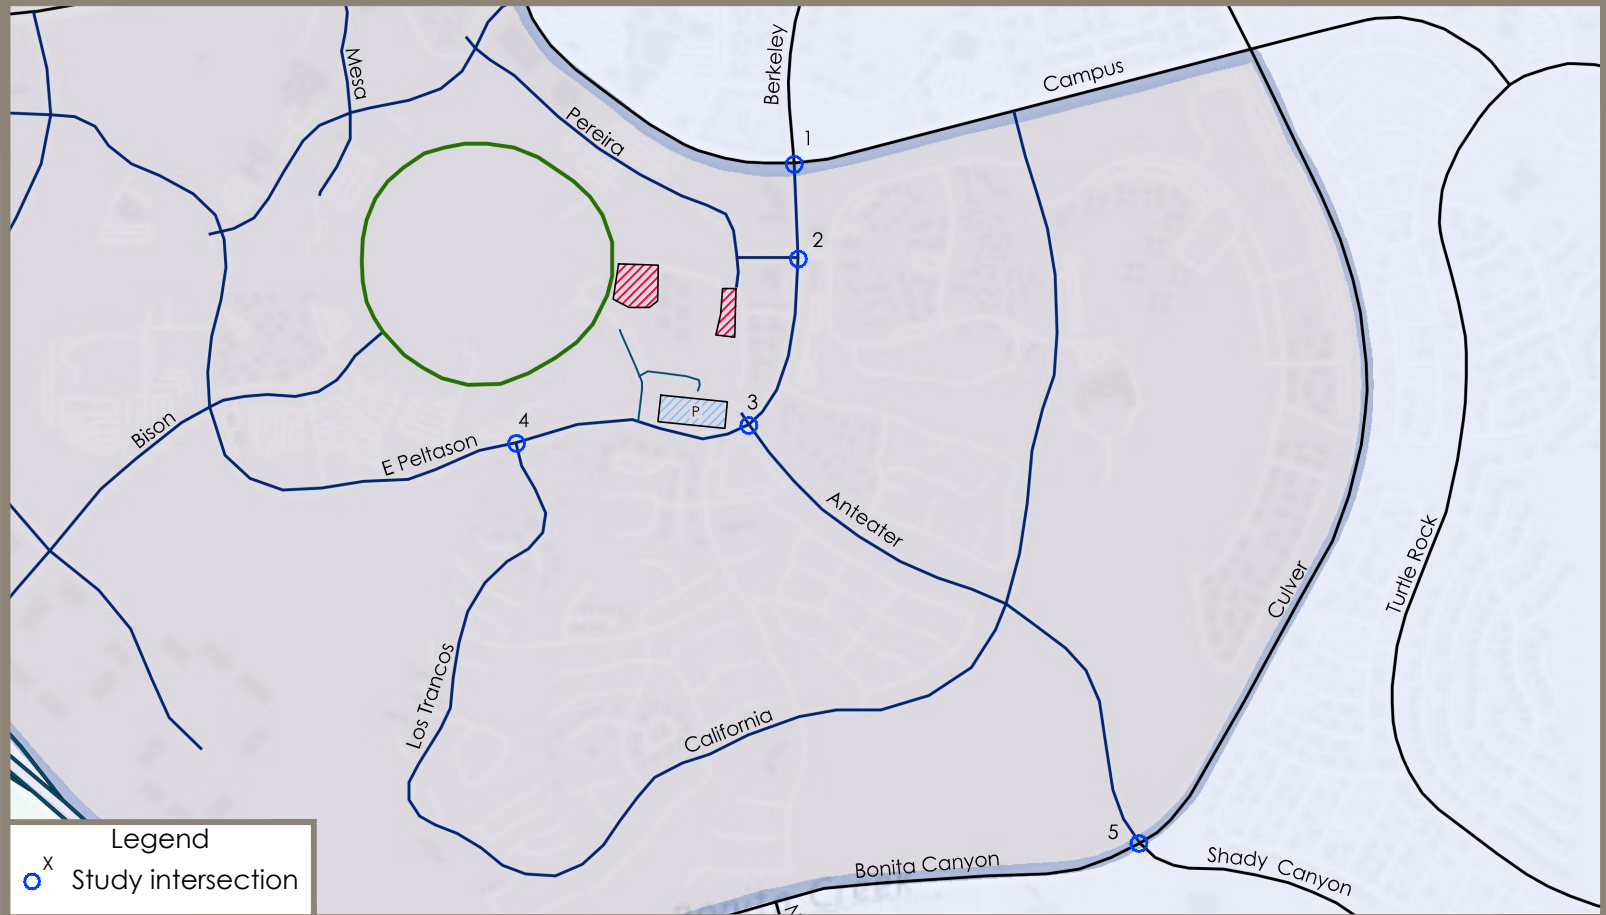 Mesa
Berkeley
Campus
Pereira
1
2
3
P
4
Bison
E Peltason
Anteater
Turtle Rock
Culver
Los Trancos
California
5
Bonita Canyon
Shady Canyon
Legend
X
Study intersection